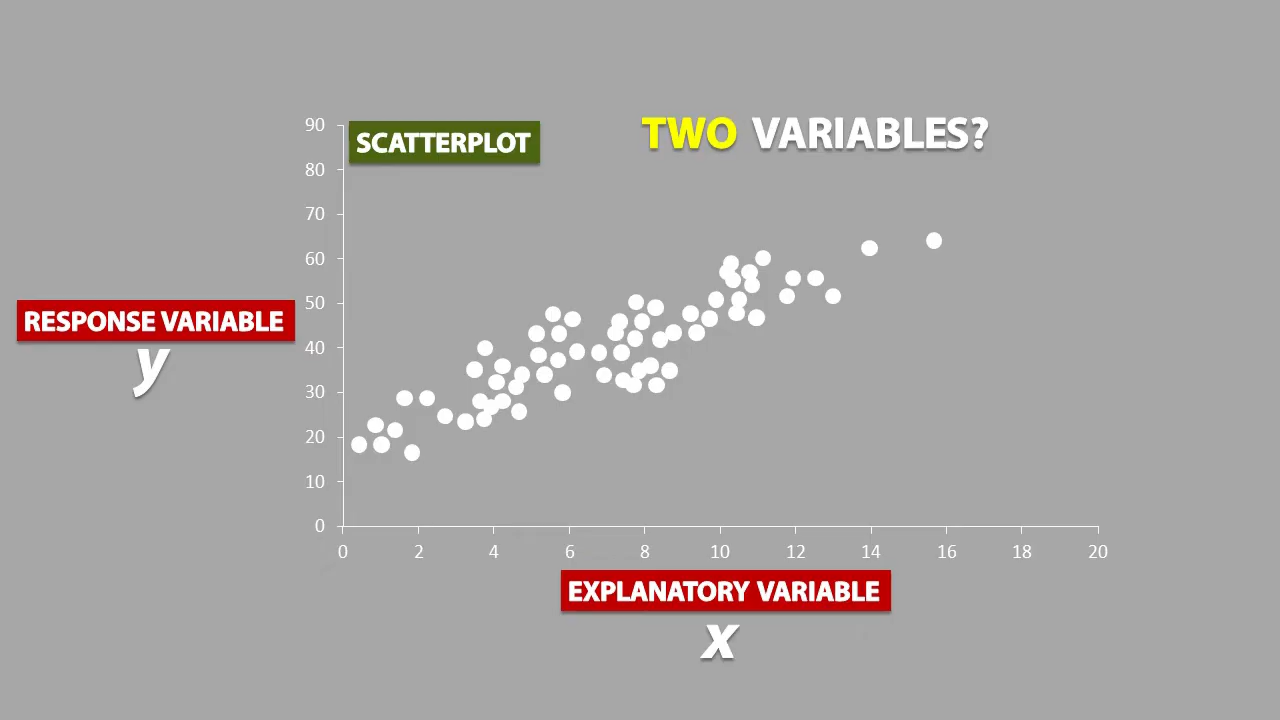 TWO VARIABLES?
SCATTERPLOT
90
80
70
60
50
40
30
20
10
0
RESPONSE VARIABLE
y
0 2 4 6 8 10 12 14 16 18 20
EXPLANATORY VARIABLE
x